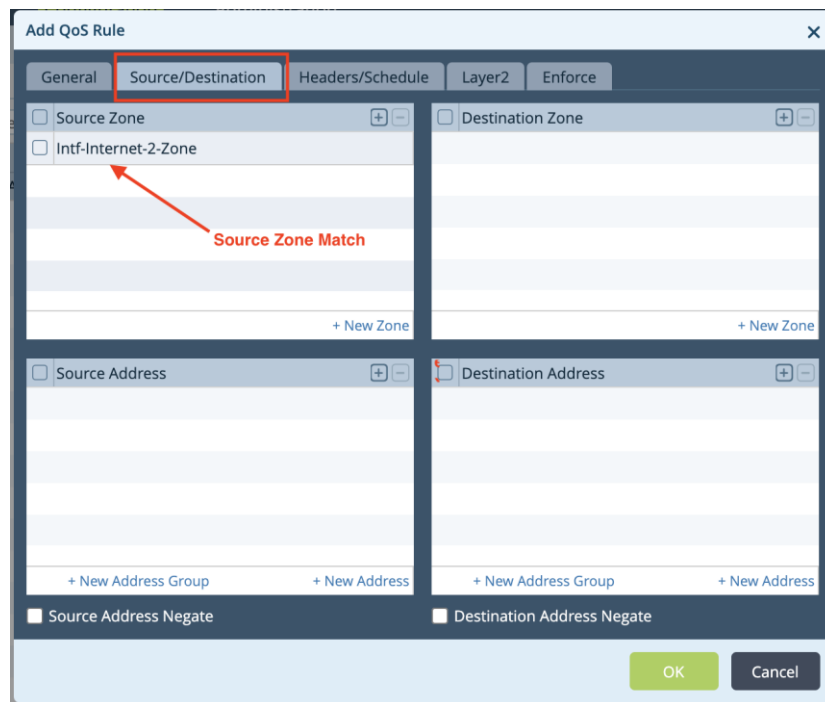 Add QoS Rule
General Source/Destination Headers/Schedule Layer2 Enforce
Source Zone
Intf-Internet-2-Zone
Source Zone Match
+ New Zone
Destination Zone
+ New Zone
Source Address
+ New Address Group + New Address
Source Address Negate
Destination Address
+ New Address Group + New Address
Destination Address Negate
OK Cancel